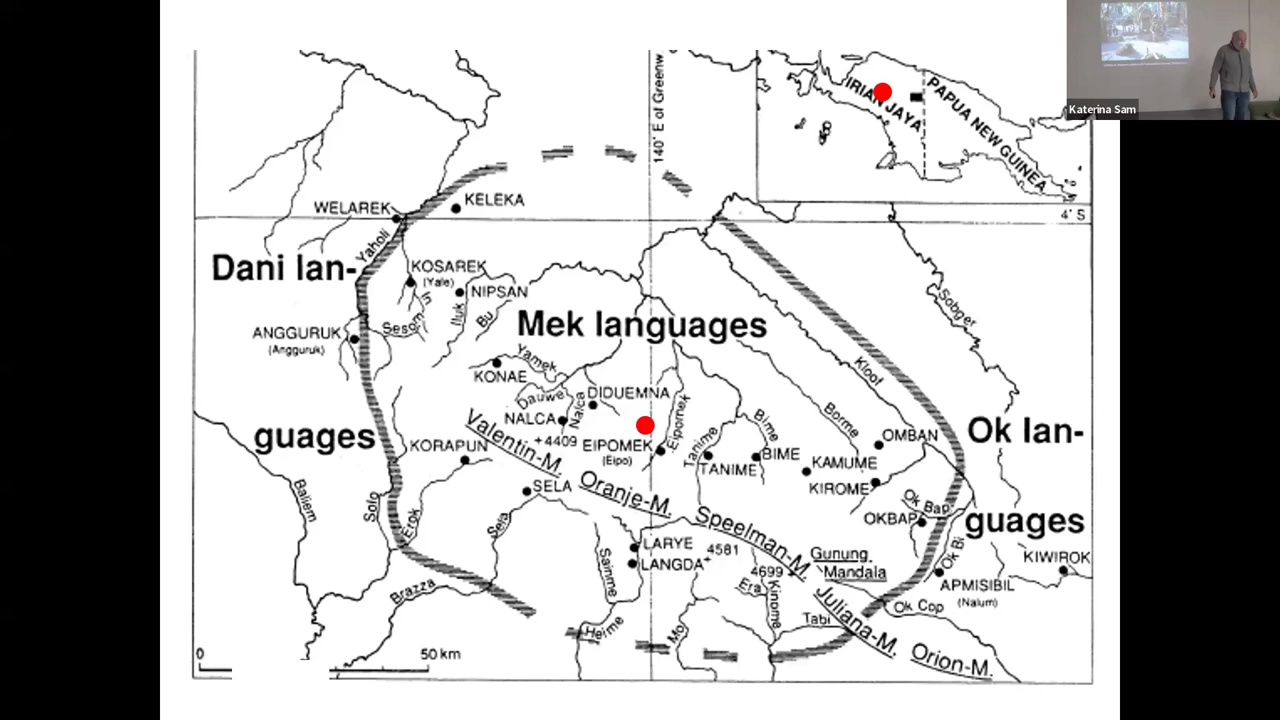 Katerina Sam
140° E of Greenw.
IRIAN JAYA
PAPUA NEW GUINEA
4° S
KELEKA
WELAREK
Yaholi
Dani lan-
guages
KOSAREK
(Yale)
NIPSAN
In
Sesom
Iluk
Bu
ANGGURUK
(Angguruk)
Mek languages
Sobger
Kloof
KONAE
Yamek
Dauwe
Nalca
DIDUEMNA
NALCA
+4409
EIPOMEK
(Eipo)
Eipomek
Tanime
TANIME
Bime
BIME
Borme
OMBAN
KAMUME
KIROME
Ok lan-
guages
KORAPUN
Valentin-M.
Oranje-M.
Speelman-M.
Juliana-M.
Orion-M.
SELA
Sela
Baliem
Solo
Erok
Brazza
Ok Bap
OKBAP
Ok Bi
KIWIROK
APMISIBIL
(Nalum)
Ok Cop
LARYE
LANGDA
4581
+
4699
Gunung
Mandala
Sainme
Era
Kinome
Tabi
Heime
Mo
0
50 km